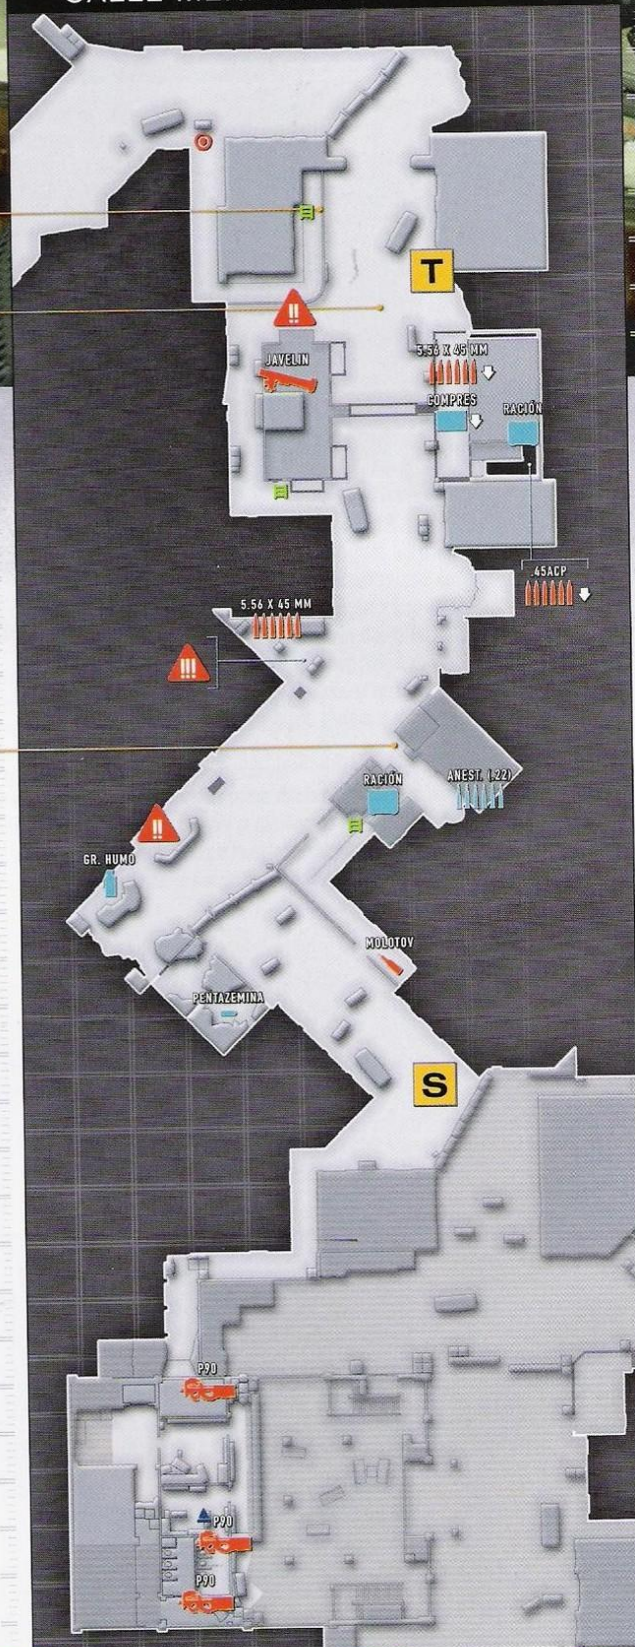 T
!!
JAVELIN
5.56 X 45 MM
COMPRES
RACIÓN
.45ACP
5.56 X 45 MM
!!!
RACIÓN
ANEST. (.22)
!!
GR. HUMO
MOLOTOV
PENTAZEMINA
S
P90
P90
P90